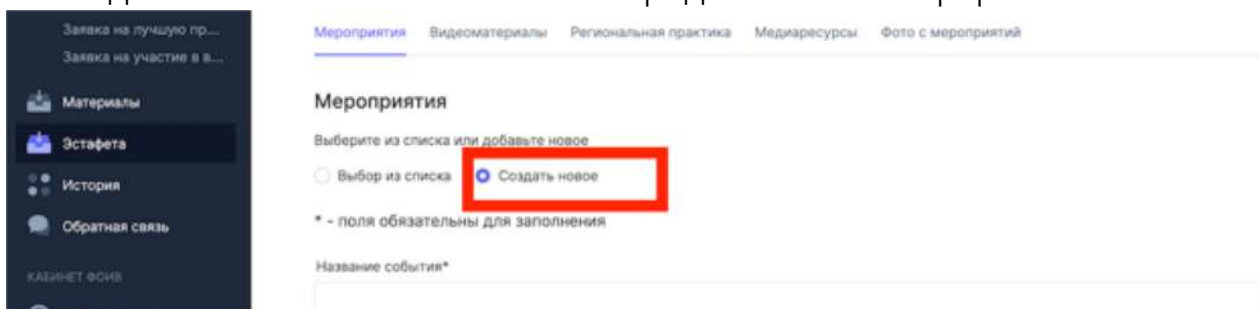 Заявка на лучшую пр...
Заявка на участие в в...
Материалы
Эстафета
История
Обратная связь
КАБИНЕТ ФОИВ
Мероприятия Видеоматериалы Региональная практика Медиаресурсы Фото с мероприятий
Мероприятия
Выберите из списка или добавьте новое
Выбор из списка Создать новое
* - поля обязательны для заполнения
Название события*